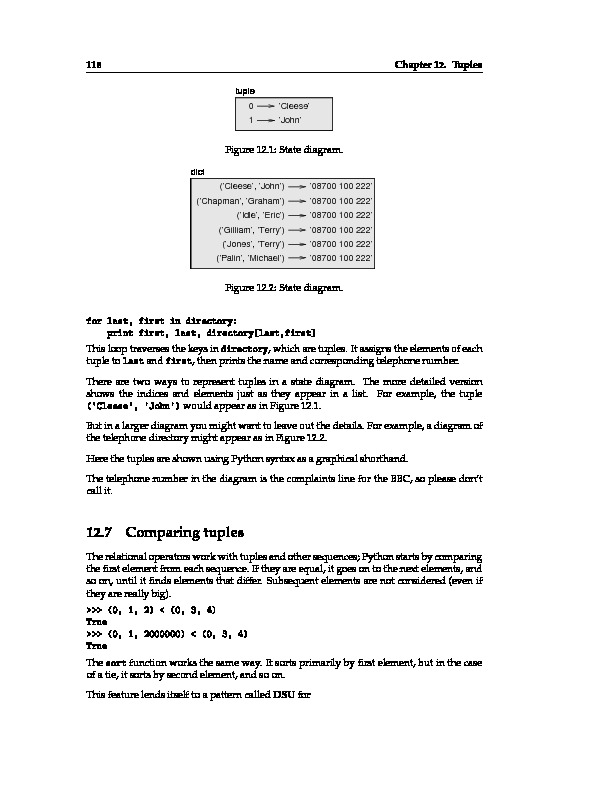 118 Chapter 12. Tuples
tuple
0 → 'Cleese'
1 → 'John'
Figure 12.1: State diagram.
dict
('Cleese', 'John') → '08700 100 222'
('Chapman', 'Graham') → '08700 100 222'
('Idle', 'Eric') → '08700 100 222'
('Gilliam', 'Terry') → '08700 100 222'
('Jones', 'Terry') → '08700 100 222'
('Palin', 'Michael') → '08700 100 222'
Figure 12.2: State diagram.
for last, first in directory:
    print first, last, directory[last,first]
This loop traverses the keys in directory, which are tuples. It assigns the elements of each
tuple to last and first, then prints the name and corresponding telephone number.
There are two ways to represent tuples in a state diagram. The more detailed version
shows the indices and elements just as they appear in a list. For example, the tuple
('Cleese', 'John') would appear as in Figure 12.1.
But in a larger diagram you might want to leave out the details. For example, a diagram of
the telephone directory might appear as in Figure 12.2.
Here the tuples are shown using Python syntax as a graphical shorthand.
The telephone number in the diagram is the complaints line for the BBC, so please don't
call it.
12.7 Comparing tuples
The relational operators work with tuples and other sequences; Python starts by comparing
the first element from each sequence. If they are equal, it goes on to the next elements, and
so on, until it finds elements that differ. Subsequent elements are not considered (even if
they are really big).
>>> (0, 1, 2) < (0, 3, 4)
True
>>> (0, 1, 2000000) < (0, 3, 4)
True
The sort function works the same way. It sorts primarily by first element, but in the case
of a tie, it sorts by second element, and so on.
This feature lends itself to a pattern called DSU for